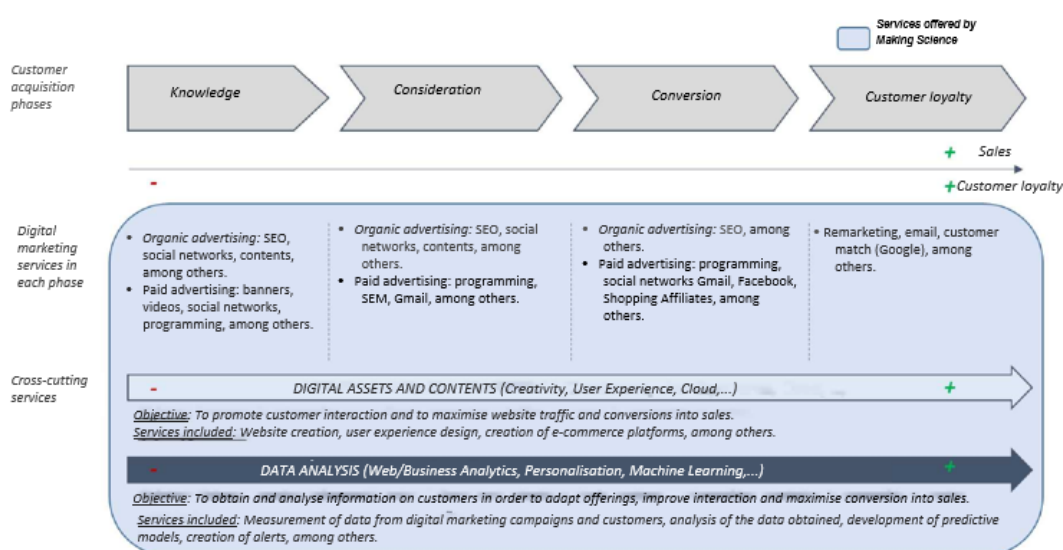 Services offered by
Making Science
Customer
acquisition
phases
Knowledge
Consideration
Conversion
Customer loyalty
+ Sales
-
+ Customer loyalty
Digital
marketing
services in
each phase
• Organic advertising: SEO,
social networks, contents,
among others.
• Paid advertising: banners,
videos, social networks,
programming, among others.
• Organic advertising: SEO, social
networks, contents, among
others.
• Paid advertising: programming,
SEM, Gmail, among others.
• Organic advertising: SEO, among
others.
• Paid advertising: programming,
social networks Gmail, Facebook,
Shopping Affiliates, among
others.
• Remarketing, email, customer
match (Google), among
others.
Cross-cutting
services
- DIGITAL ASSETS AND CONTENTS (Creativity, User Experience, Cloud,...) +
Objective: To promote customer interaction and to maximise website traffic and conversions into sales.
Services included: Website creation, user experience design, creation of e-commerce platforms, among others.
- DATA ANALYSIS (Web/Business Analytics, Personalisation, Machine Learning,...) +
Objective: To obtain and analyse information on customers in order to adapt offerings, improve interaction and maximise conversion into sales.
Services included: Measurement of data from digital marketing campaigns and customers, analysis of the data obtained, development of predictive
models, creation of alerts, among others.